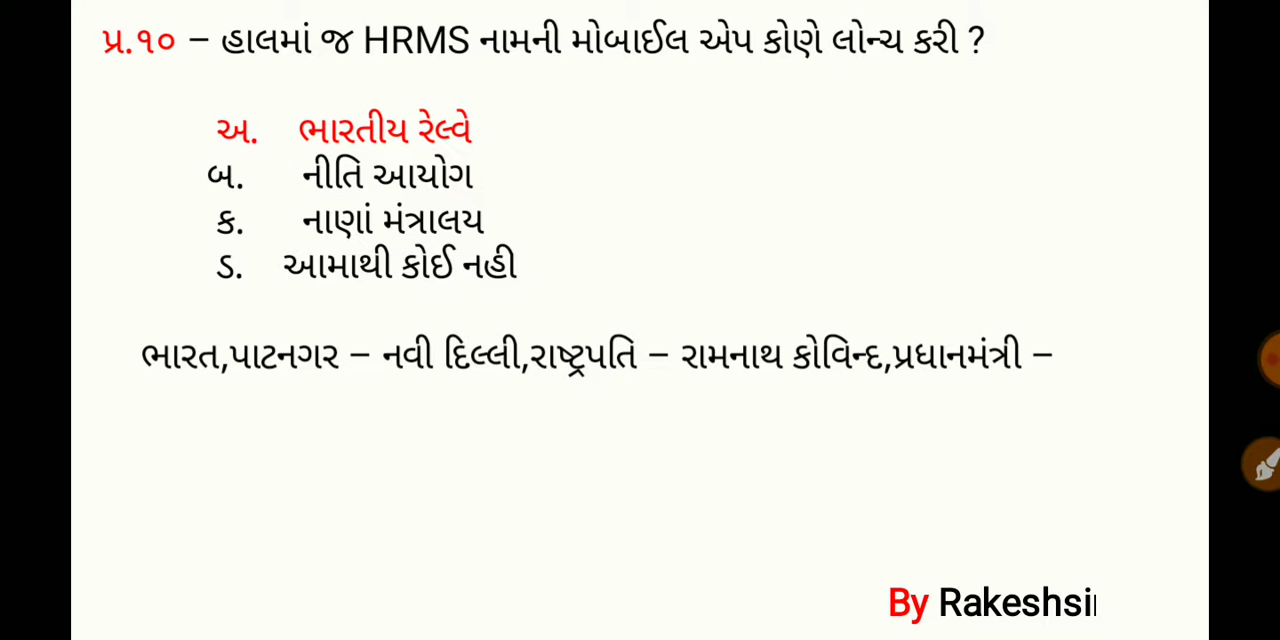 પ્ર.૧૦ – હાલમાં જ HRMS નામની મોબાઈલ એપ કોણે લોન્ચ કરી ?
અ. ભારતીય રેલ્વે
બ. નીતિ આયોગ
ક. નાણાં મંત્રાલય
ડ. આમાથી કોઈ નહી
ભારત,પાટનગર – નવી દિલ્લી,રાષ્ટ્રપતિ – રામનાથ કોવિન્દ,પ્રધાનમંત્રી –
By